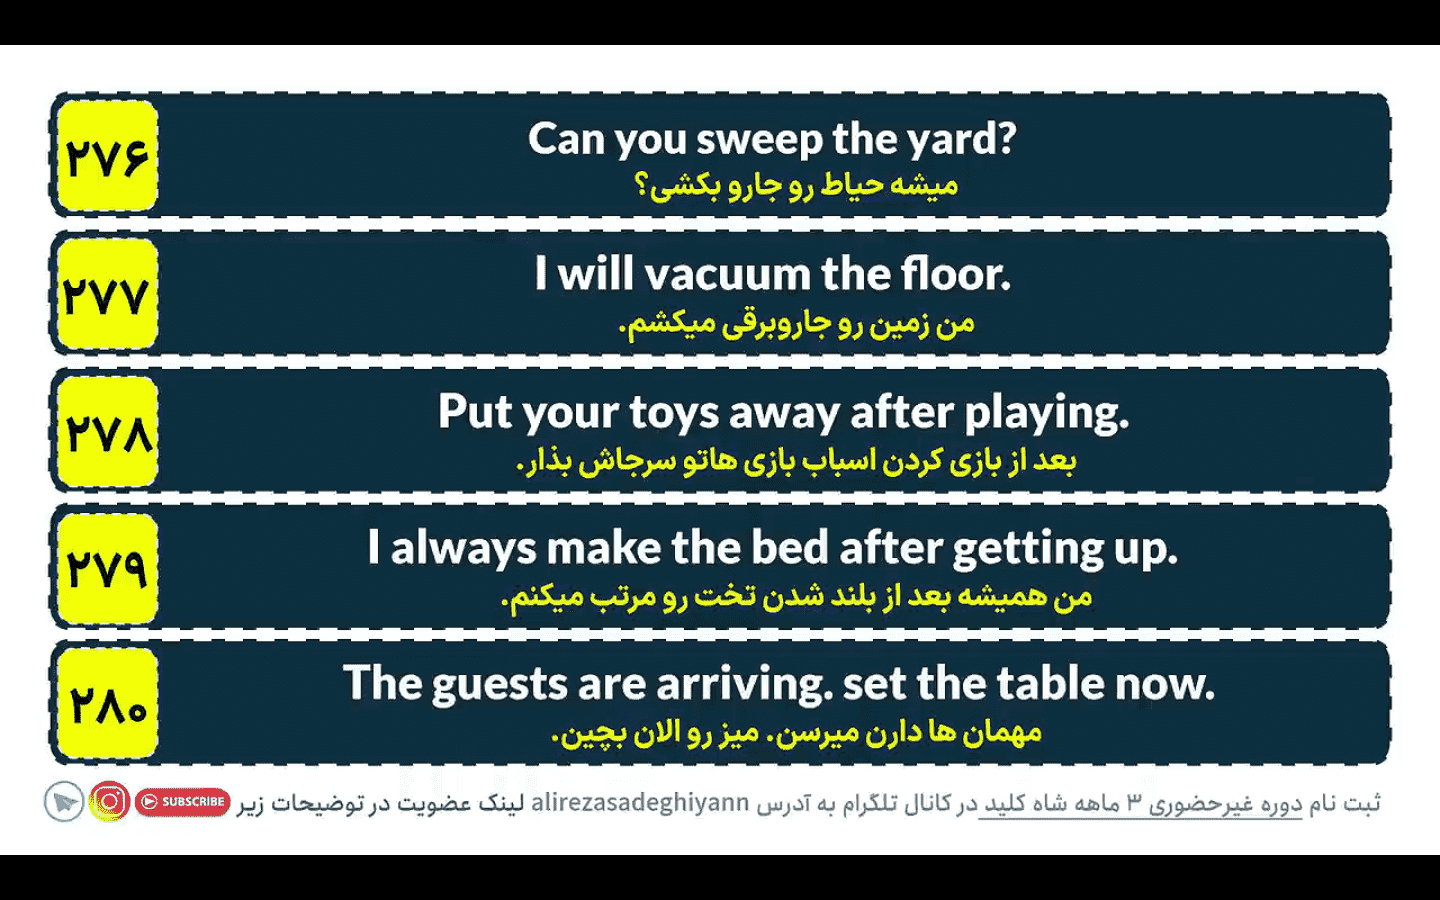 ۲۷۶
Can you sweep the yard?
میشه حیاط رو جارو بکشی؟
۲۷۷
I will vacuum the floor.
من زمین رو جاروبرقی میکشم.
۲۷۸
Put your toys away after playing.
بعد از بازی کردن اسباب بازی هاتو سرجاش بذار.
۲۷۹
I always make the bed after getting up.
من همیشه بعد از بلند شدن تخت رو مرتب میکنم.
۲۸۰
The guests are arriving. set the table now.
مهمان ها دارن میرسن. میز رو الان بچین.
ثبت نام دوره غیرحضوری ۳ ماهه شاه کلید در کانال تلگرام به آدرس alirezasadeghiyann لینک عضویت در توضیحات زیر
SUBSCRIBE